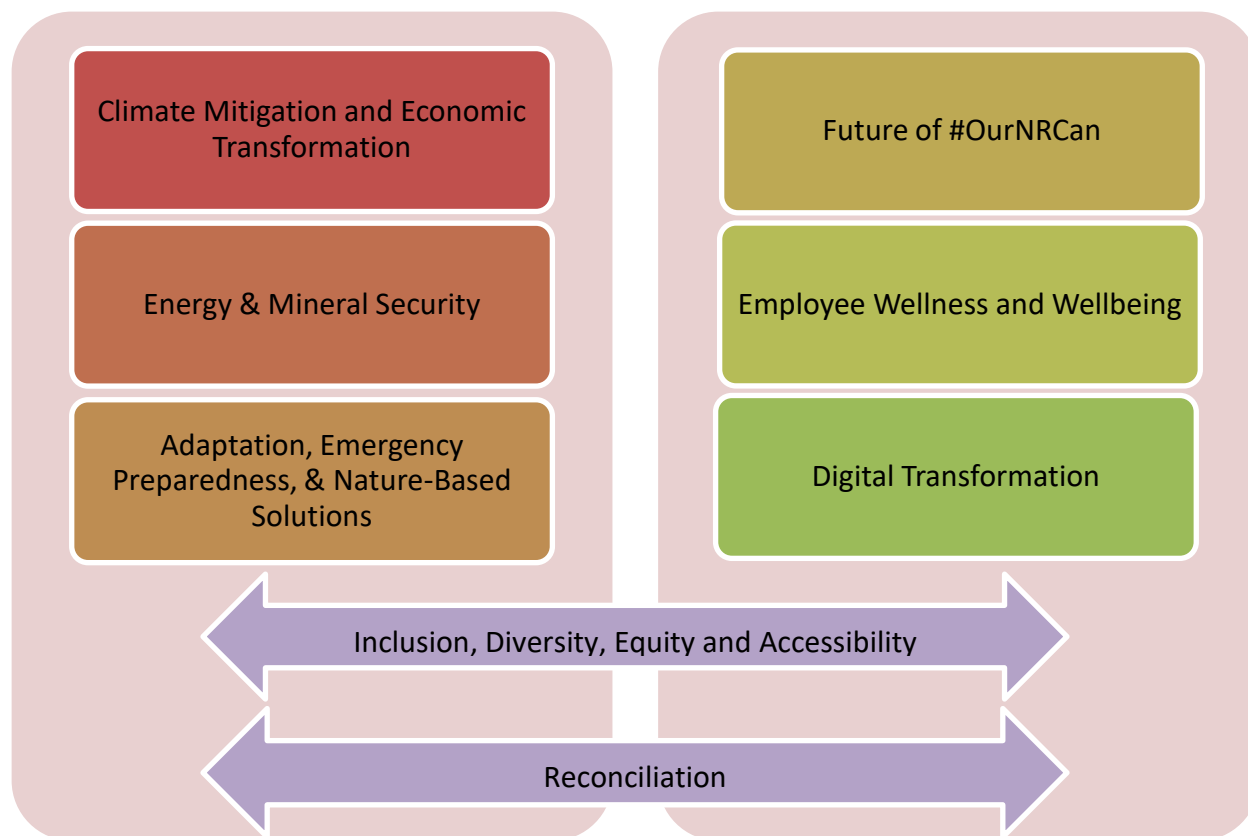 Climate Mitigation and Economic
Transformation
Energy & Mineral Security
Adaptation, Emergency
Preparedness, & Nature-Based
Solutions
Future of #OurNRCan
Employee Wellness and Wellbeing
Digital Transformation
Inclusion, Diversity, Equity and Accessibility
Reconciliation